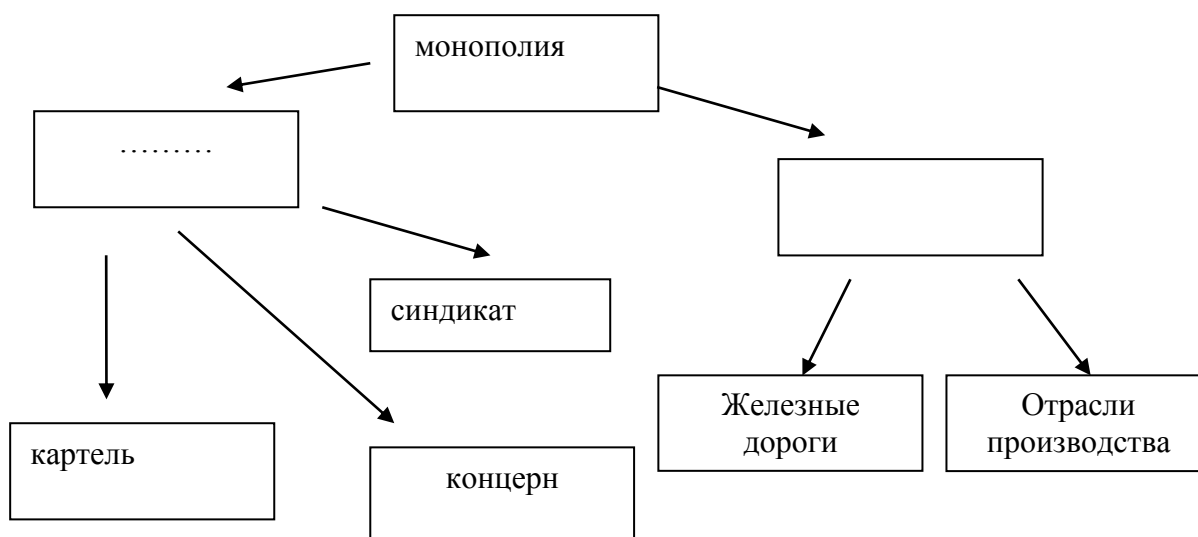 монополия
.........
синдикат
Железные
дороги
Отрасли
производства
картель
концерн